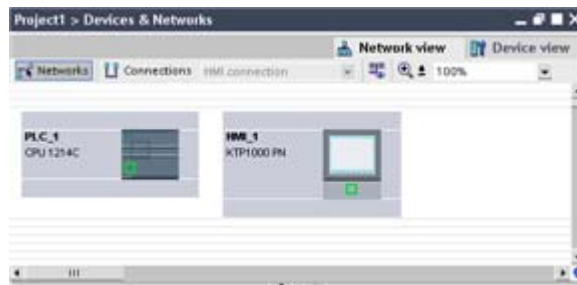 Project1 > Devices & Networks
Network view Device view
Networks Connections HMI connection 100%
PLC_1
CPU 1214C
HMI_1
KTP1000 PN